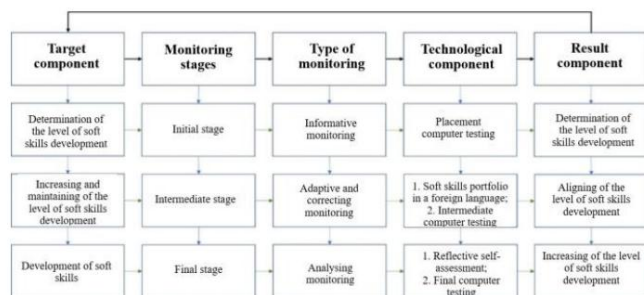 Target
component
Monitoring
stages
Type of
monitoring
Technological
component
Result
component
Determination of
the level of soft
skills development
Initial stage
Informative
monitoring
Placement
computer testing
Determination of
the level of soft
skills development
Increasing and
maintaining of the
level of soft skills
development
Intermediate stage
Adaptive and
correcting
monitoring
1. Soft skills portfolio
in a foreign language;
2. Intermediate
computer testing
Aligning of the
level of soft skills
development
Development of soft
skills
Final stage
Analysing
monitoring
1. Reflective self-
assessment;
2. Final computer
testing
Increasing of the level
of soft skills
development